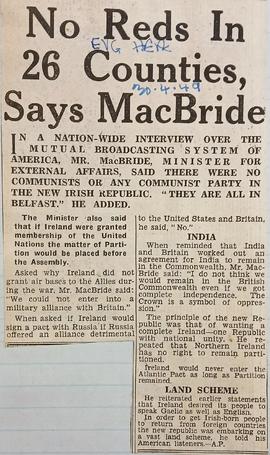 No Reds In
EVG HERR
26 Counties,
30.4.49
Says MacBride
IN A NATION-WIDE INTERVIEW OVER THE
MUTUAL BROADCASTING SYSTEM OF
AMERICA, MR. MacBRIDE, MINISTER FOR
EXTERNAL AFFAIRS, SAID THERE WERE NO
COMMUNISTS OR ANY COMMUNIST PARTY IN
THE NEW IRISH REPUBLIC. "THEY ARE ALL IN
BELFAST." HE ADDED.
The Minister also said
that if Ireland were granted
membership of the United
Nations the matter of Parti-
tion would be placed before
the Assembly.
Asked why Ireland did not
grant air bases to the Allies during
the war, Mr. MacBride said:
"We could not enter into a
military alliance with Britain."
When asked if Ireland would
sign a pact with Russia if Russia
offered an alliance detrimental
to the United States and Britain,
he said, "No."
INDIA
When reminded that India
and Britain had worked out an
agreement for India to remain
in the Commonwealth, Mr. Mac-
Bride said: "I do not think we
would remain in the British
Commonwealth even if we got
complete independence. The
Crown is a symbol of oppres-
sion."
The principle of the new Re-
public was that of wanting a
complete Ireland—one Republic
with national unity. He re-
peated that Northern Ireland
has no right to remain parti-
tioned.
Ireland would never enter the
Atlantic Pact as long as Partition
remained.
LAND SCHEME
He reiterated earlier statements
that Ireland desired its people to
speak Gaelic as well as English.
In order to get Irish-born people
to return from foreign countries
the new republic was embarking on
a vast land scheme, he told his
American listeners.—A.P.